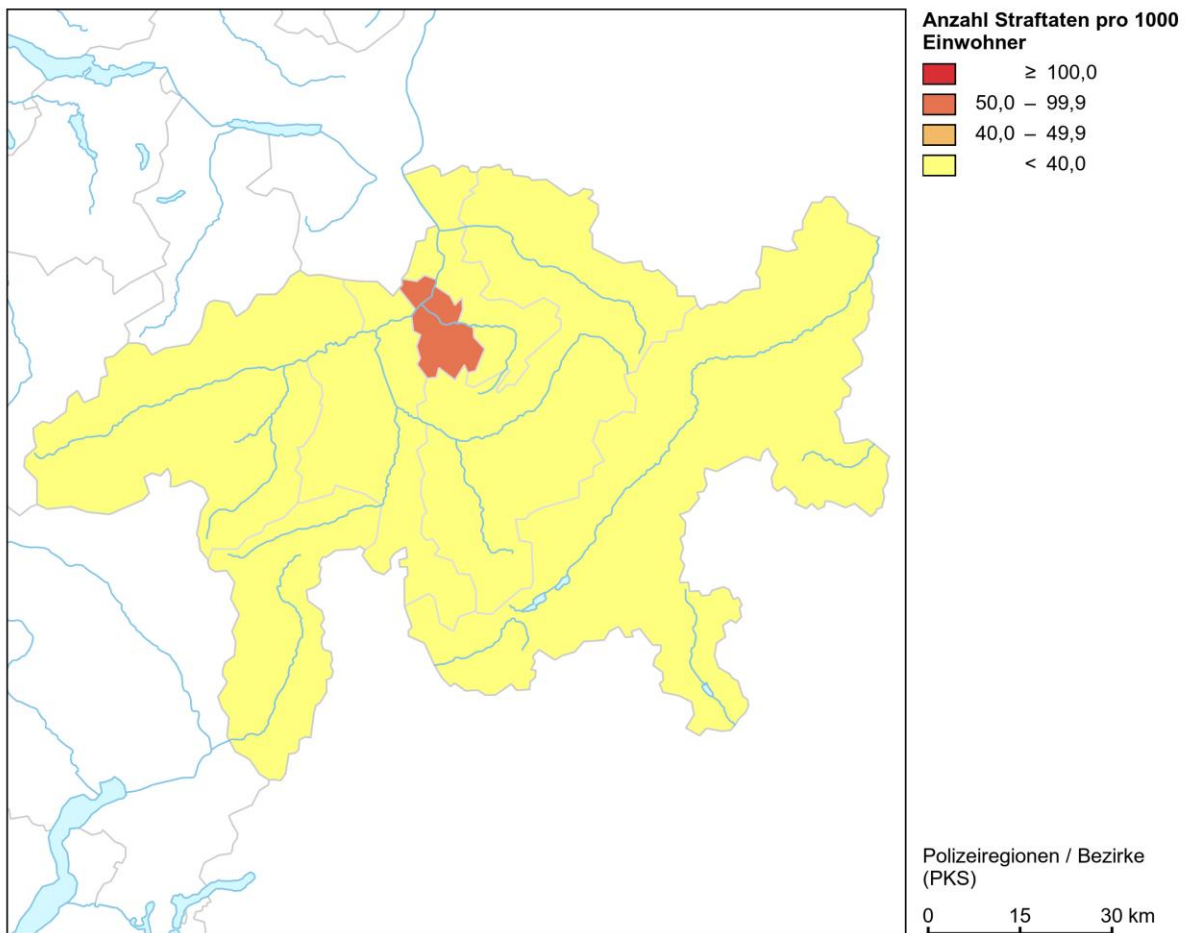 Anzahl Straftaten pro 1000
Einwohner
≥ 100,0
50,0 – 99,9
40,0 – 49,9
< 40,0
Polizeiregionen / Bezirke
(PKS)
0 15 30 km